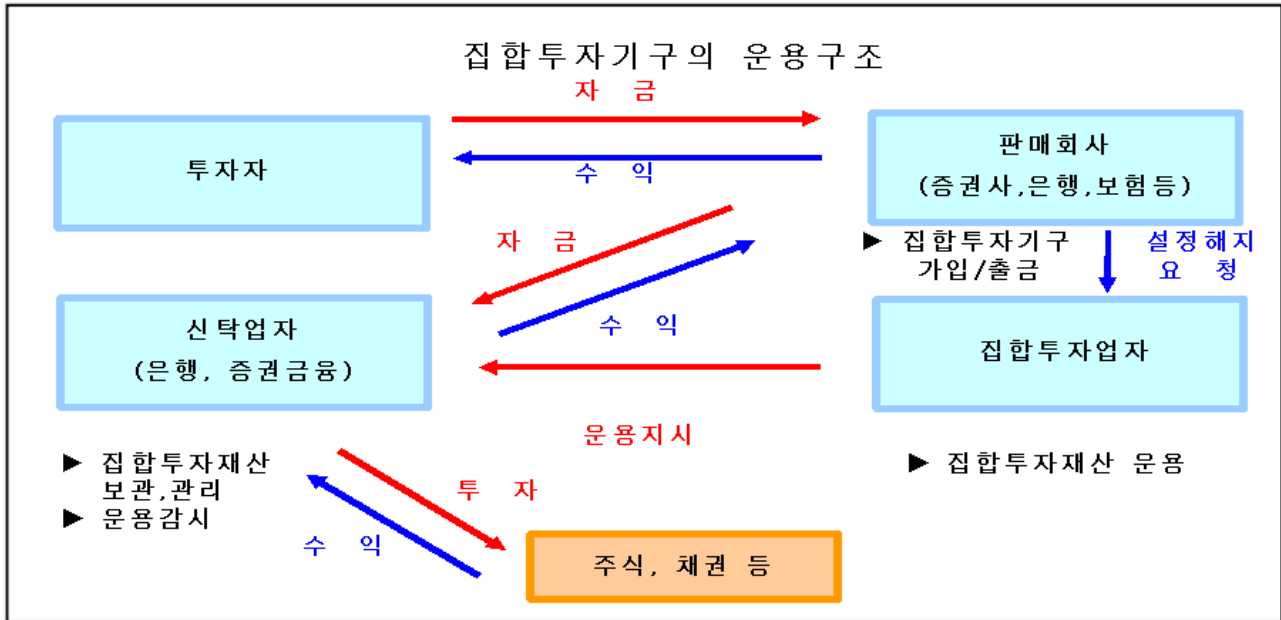 집합투자기구의 운용구조
자 금
투자자
수 익
판매회사
(증권사,은행,보험등)
자 금
▶ 집합투자기구
가입/출금
설정해지
요 청
수 익
신탁업자
(은행, 증권금융)
집합투자업자
운용지시
▶ 집합투자재산
보관,관리
▶ 운용감시
▶ 집합투자재산 운용
투 자
수 익
주식, 채권 등